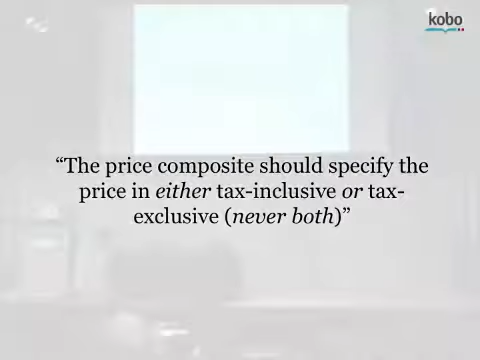 kobo
“The price composite should specify the
price in either tax-inclusive or tax-
exclusive (never both)”